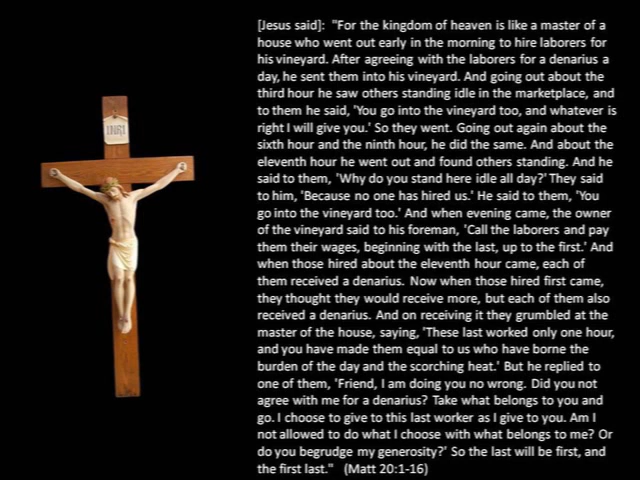 INRI
[Jesus said]:  "For the kingdom of heaven is like a master of a
house who went out early in the morning to hire laborers for
his vineyard. After agreeing with the laborers for a denarius a
day, he sent them into his vineyard. And going out about the
third hour he saw others standing idle in the marketplace, and
to them he said, 'You go into the vineyard too, and whatever is
right I will give you.' So they went. Going out again about the
sixth hour and the ninth hour, he did the same. And about the
eleventh hour he went out and found others standing. And he
said to them, 'Why do you stand here idle all day?' They said
to him, 'Because no one has hired us.' He said to them, 'You
go into the vineyard too.' And when evening came, the owner
of the vineyard said to his foreman, 'Call the laborers and pay
them their wages, beginning with the last, up to the first.' And
when those hired about the eleventh hour came, each of
them received a denarius. Now when those hired first came,
they thought they would receive more, but each of them also
received a denarius. And on receiving it they grumbled at the
master of the house, saying, 'These last worked only one hour,
and you have made them equal to us who have borne the
burden of the day and the scorching heat.' But he replied to
one of them, 'Friend, I am doing you no wrong. Did you not
agree with me for a denarius? Take what belongs to you and
go. I choose to give to this last worker as I give to you. Am I
not allowed to do what I choose with what belongs to me? Or
do you begrudge my generosity?' So the last will be first, and
the first last."   (Matt 20:1-16)